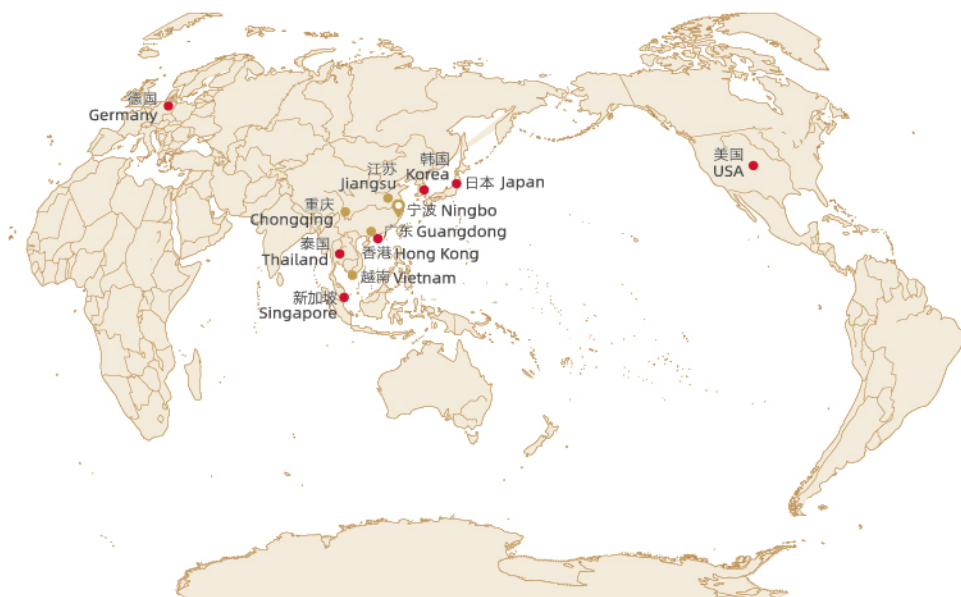 德国
Germany
江苏
Jiangsu
韩国
Korea
日本 Japan
重庆
Chongqing
宁波 Ningbo
广东 Guangdong
泰国
Thailand
香港 Hong Kong
越南 Vietnam
新加坡
Singapore
美国
USA